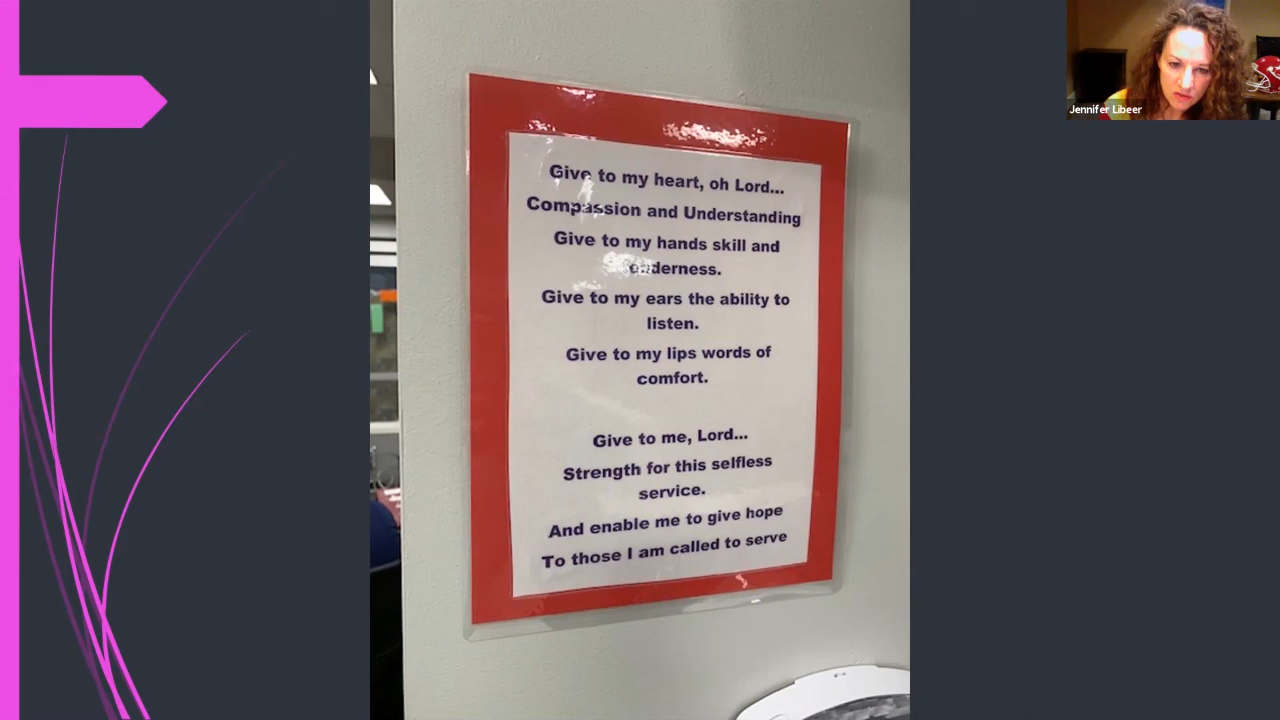 Give to my heart, oh Lord...
Compassion and Understanding
Give to my hands skill and
tenderness.
Give to my ears the ability to
listen.
Give to my lips words of
comfort.
Give to me, Lord...
Strength for this selfless
service.
And enable me to give hope
To those I am called to serve
Jennifer Libeer